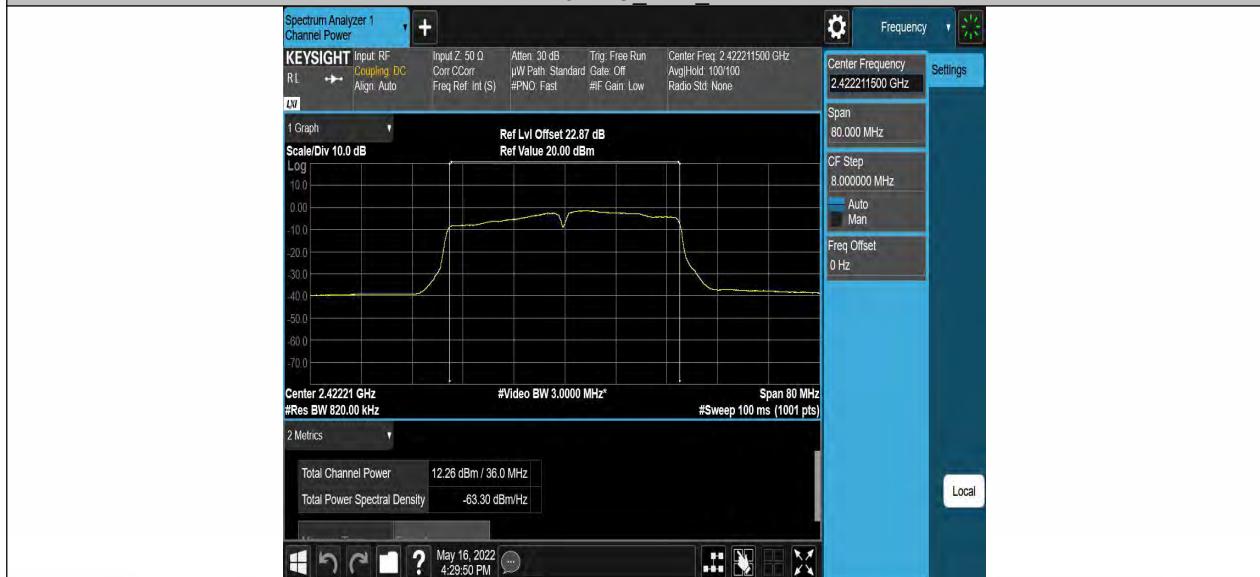 Spectrum Analyzer 1
Channel Power
+
Frequency
KEYSIGHT
RL
LXI
Input: RF
Coupling: DC
Align: Auto
Input Z: 50 Ω
Corr CCorr
Freq Ref: Int (S)
Atten: 30 dB
µW Path: Standard
#PNO: Fast
Trig: Free Run
Gate: Off
#IF Gain: Low
Center Freq: 2.422211500 GHz
Avg|Hold: 100/100
Radio Std: None
Center Frequency
2.422211500 GHz
Settings
Span
80.000 MHz
CF Step
8.000000 MHz
Auto
Man
Freq Offset
0 Hz
1 Graph
Scale/Div 10.0 dB
Ref Lvl Offset 22.87 dB
Ref Value 20.00 dBm
Log
10.0
0.00
-10.0
-20.0
-30.0
-40.0
-50.0
-60.0
-70.0
Center 2.42221 GHz
#Video BW 3.0000 MHz*
Span 80 MHz
#Res BW 820.00 kHz
#Sweep 100 ms (1001 pts)
2 Metrics
Total Channel Power 12.26 dBm / 36.0 MHz
Total Power Spectral Density -63.30 dBm/Hz
Local
?
May 16, 2022
4:29:50 PM